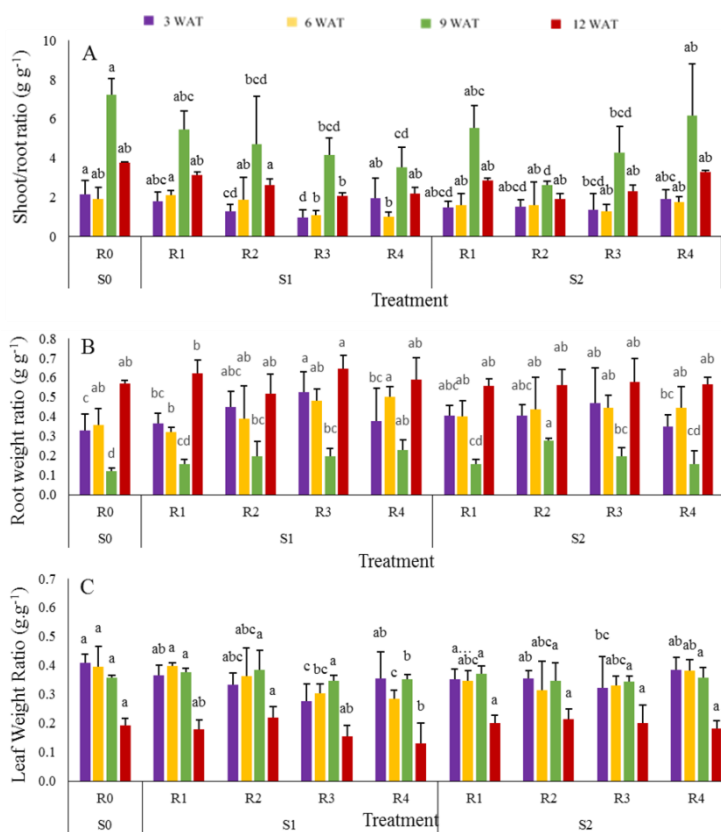 3 WAT 6 WAT 9 WAT 12 WAT
A
Shoot/root ratio (g g⁻¹)
10
8
6
4
2
0
a ab a ab
abc a abc ab
cd ab bcd a
d b bcd b
ab b cd ab
abcd ab abc ab
abcd ab d ab
bcd ab bcd ab
abc ab ab ab
R0 R1 R2 R3 R4 R1 R2 R3 R4
S0 S1 S2
Treatment
B
Root weight ratio (g g⁻¹)
0.8
0.7
0.6
0.5
0.4
0.3
0.2
0.1
0.0
c ab d ab
bc b cd b
abc ab bc ab
a ab bc a
bc a ab ab
abc ab cd ab
abc ab a ab
ab ab bc ab
bc ab cd ab
R0 R1 R2 R3 R4 R1 R2 R3 R4
S0 S1 S2
Treatment
C
Leaf Weight Ratio (g.g⁻¹)
0.7
0.6
0.5
0.4
0.3
0.2
0.1
0.0
a a a a
ab a a ab
abc abc a a
c bc a ab
ab c b b
a… abc a a
ab abc a a
bc abc a a
ab ab a a
R0 R1 R2 R3 R4 R1 R2 R3 R4
S0 S1 S2
Treatment